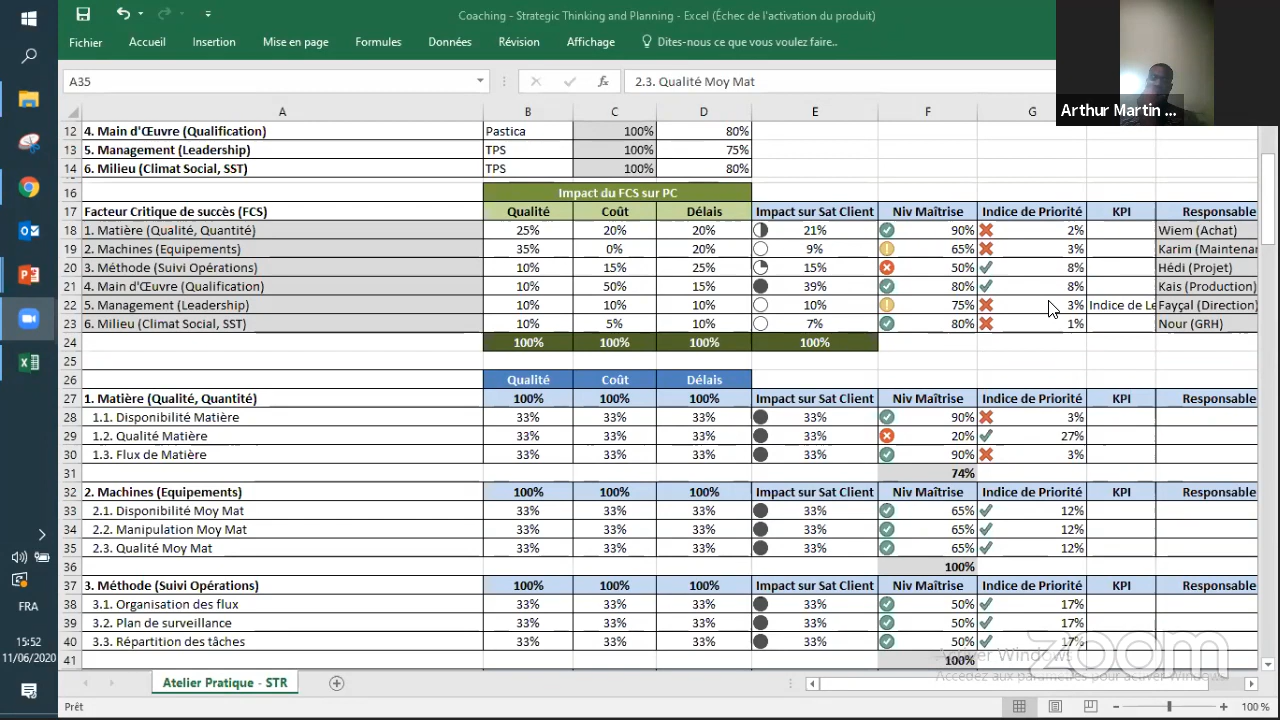 Coaching - Strategic Thinking and Planning - Excel (Échec de l'activation du produit)
Fichier Accueil Insertion Mise en page Formules Données Révision Affichage Dites-nous ce que vous voulez faire..
Arthur Martin ...
A35 fx 2.3. Qualité Moy Mat
A B C D E F G H
12 4. Main d'Œuvre (Qualification) Pastica 100% 80%
13 5. Management (Leadership) TPS 100% 75%
14 6. Milieu (Climat Social, SST) TPS 100% 80%
16 Impact du FCS sur PC
17 Facteur Critique de succès (FCS) Qualité Coût Délais Impact sur Sat Client Niv Maîtrise Indice de Priorité KPI Responsable
18 1. Matière (Qualité, Quantité) 25% 20% 20% 21% 90% 2% Wiem (Achat)
19 2. Machines (Equipements) 35% 0% 20% 9% 65% 3% Karim (Maintenan
20 3. Méthode (Suivi Opérations) 10% 15% 25% 15% 50% 8% Hédi (Projet)
21 4. Main d'Œuvre (Qualification) 10% 50% 15% 39% 80% 8% Kais (Production)
22 5. Management (Leadership) 10% 10% 10% 10% 75% 3% Indice de Le Fayçal (Direction)
23 6. Milieu (Climat Social, SST) 10% 5% 10% 7% 80% 1% Nour (GRH)
24 100% 100% 100% 100%
25
26 Qualité Coût Délais
27 1. Matière (Qualité, Quantité) 100% 100% 100% Impact sur Sat Client Niv Maîtrise Indice de Priorité KPI Responsable
28 1.1. Disponibilité Matière 33% 33% 33% 33% 90% 3%
29 1.2. Qualité Matière 33% 33% 33% 33% 20% 27%
30 1.3. Flux de Matière 33% 33% 33% 33% 90% 3%
31 74%
32 2. Machines (Equipements) 100% 100% 100% Impact sur Sat Client Niv Maîtrise Indice de Priorité KPI Responsable
33 2.1. Disponibilité Moy Mat 33% 33% 33% 33% 65% 12%
34 2.2. Manipulation Moy Mat 33% 33% 33% 33% 65% 12%
35 2.3. Qualité Moy Mat 33% 33% 33% 33% 65% 12%
36 100%
37 3. Méthode (Suivi Opérations) 100% 100% 100% Impact sur Sat Client Niv Maîtrise Indice de Priorité KPI Responsable
38 3.1. Organisation des flux 33% 33% 33% 33% 50% 17%
39 3.2. Plan de surveillance 33% 33% 33% 33% 50% 17%
40 3.3. Répartition des tâches 33% 33% 33% 33% 50% 17%
41 100%
Activer Windows
Accédez aux paramètres pour activer Windows.
zoom
FRA
15:52
11/06/2020
Atelier Pratique - STR
Prêt
100 %